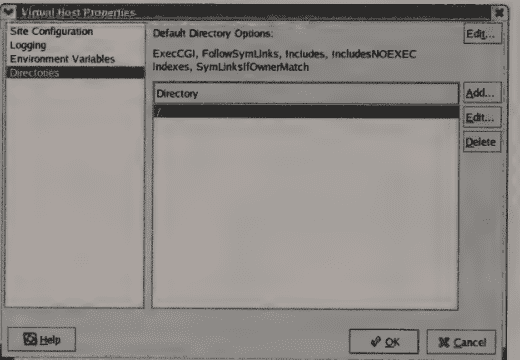 Virtual Host Properties
Site Configuration
Logging
Environment Variables
Directories
Default Directory Options:
Edit...
ExecCGI, FollowSymLinks, Includes, IncludesNOEXEC
Indexes, SymLinksIfOwnerMatch
Directory
/
Add...
Edit...
Delete
Help
OK
Cancel